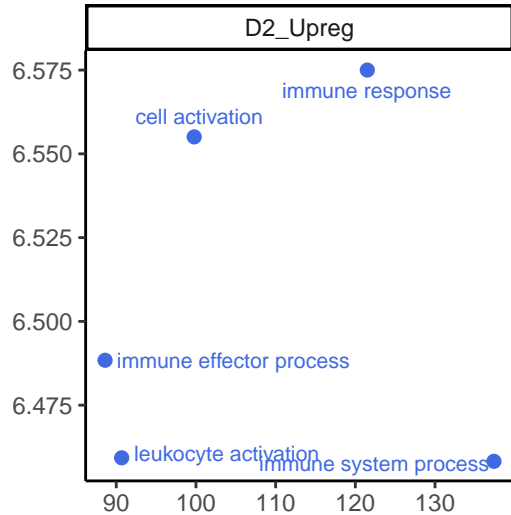 D2_Upreg
6.575
immune response
cell activation
6.550
6.525
6.500
immune effector process
6.475
leukocyte activation
immune system process
90 100 110 120 130